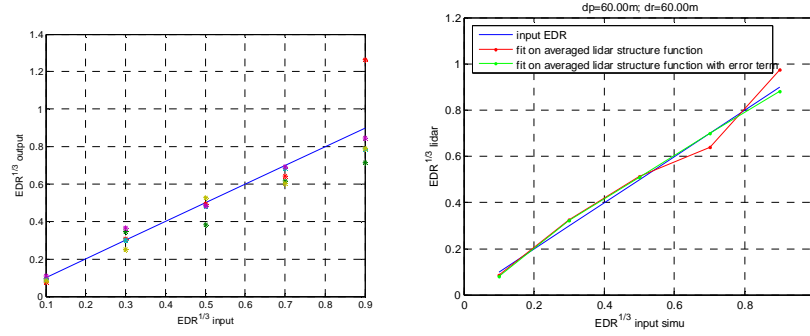 dp=60.00m; dr=60.00m
1.4
1.2
1
0.8
0.6
0.4
0.2
0
0.1 0.2 0.3 0.4 0.5 0.6 0.7 0.8 0.9
EDR^1/3 output
EDR^1/3 input
1.2
1
0.8
0.6
0.4
0.2
0
0 0.2 0.4 0.6 0.8
EDR^1/3 lidar
EDR^1/3 input simu
input EDR
fit on averaged lidar structure function
fit on averaged lidar structure function with error term